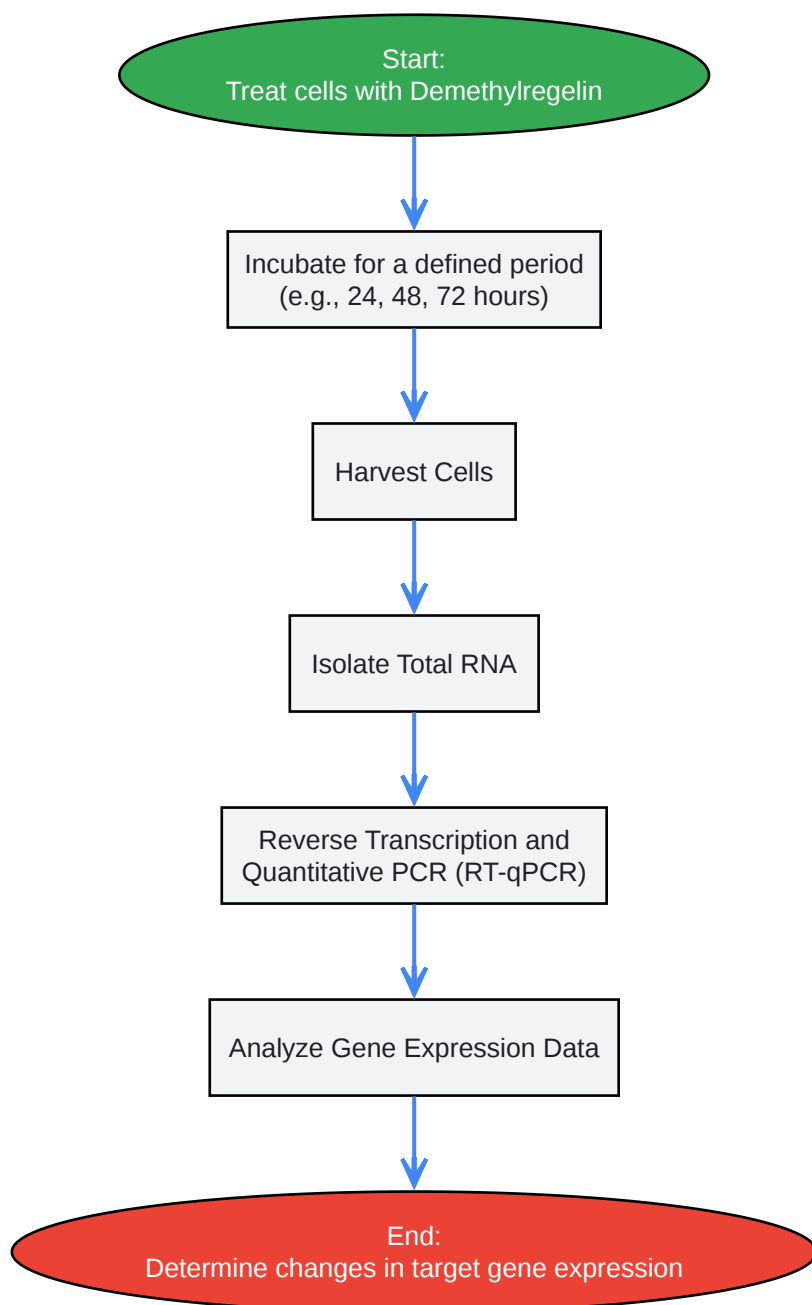 Start:
Treat cells with Demethylregelin
Incubate for a defined period
(e.g., 24, 48, 72 hours)
Harvest Cells
Isolate Total RNA
Reverse Transcription and
Quantitative PCR (RT-qPCR)
Analyze Gene Expression Data
End:
Determine changes in target gene expression